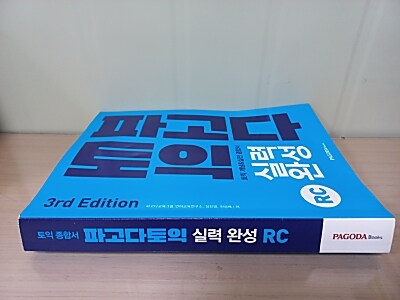 파고다
토익
실력
완성
RC
3rd Edition
토익 종합서 파고다토익 실력 완성 RC
PAGODA Books